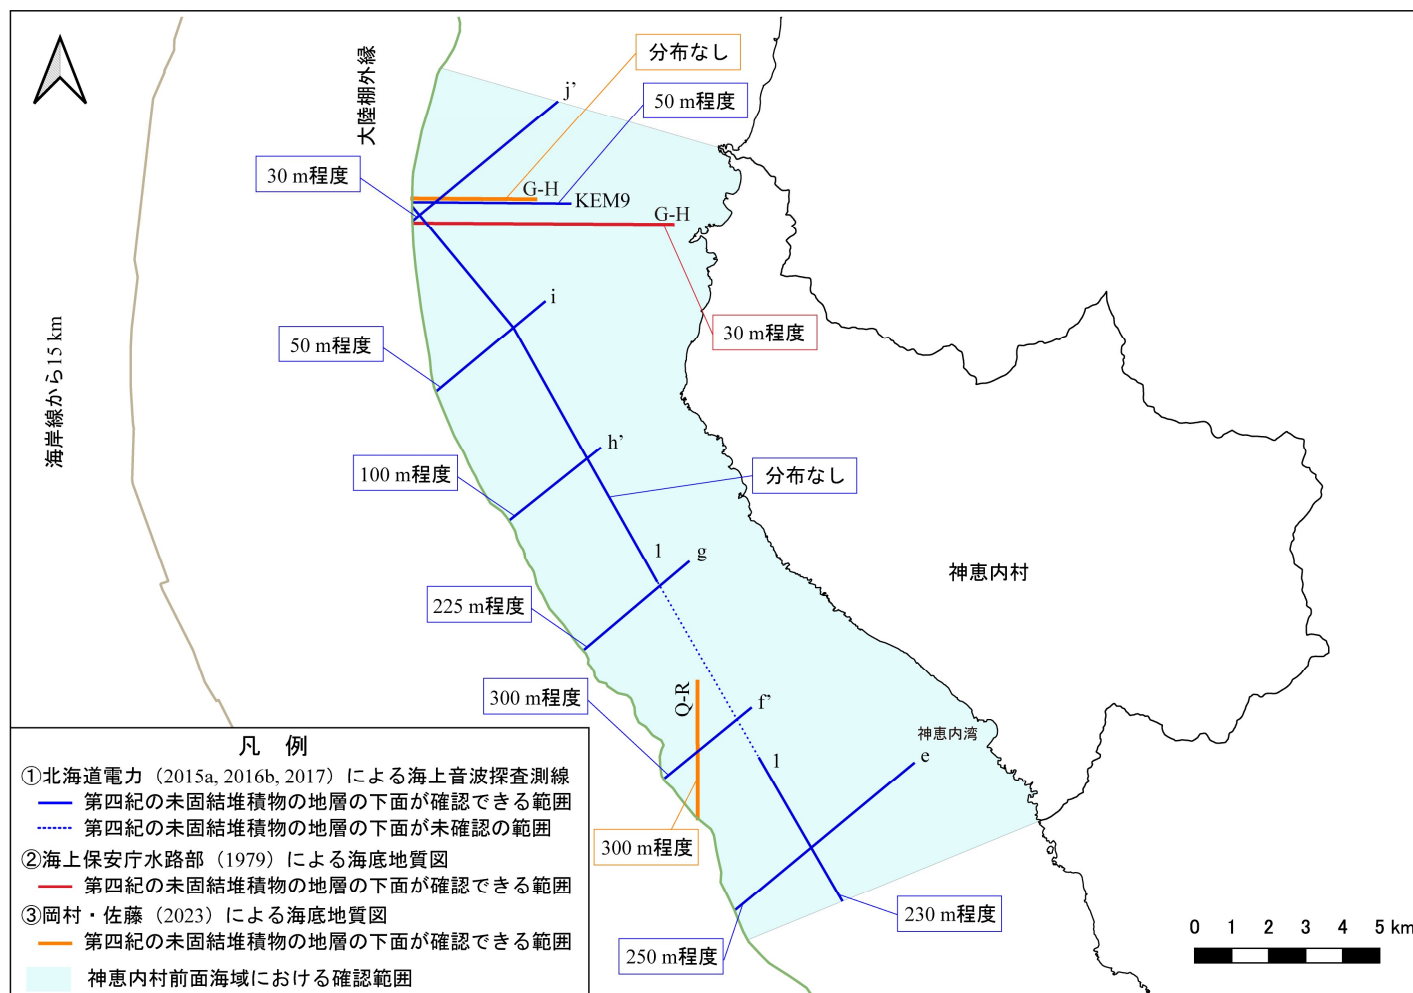 分布なし
大陸棚外縁
j’
50 m程度
30 m程度
G-H
KEM9
G-H
i
30 m程度
50 m程度
海岸線から15 km
h’
100 m程度
分布なし
l
g
神恵内村
225 m程度
300 m程度
Q-R
f’
神恵内湾
l
e
300 m程度
230 m程度
250 m程度
0 1 2 3 4 5 km
凡 例
①北海道電力（2015a, 2016b, 2017）による海上音波探査測線
第四紀の未固結堆積物の地層の下面が確認できる範囲
第四紀の未固結堆積物の地層の下面が未確認の範囲
②海上保安庁水路部（1979）による海底地質図
第四紀の未固結堆積物の地層の下面が確認できる範囲
③岡村・佐藤（2023）による海底地質図
第四紀の未固結堆積物の地層の下面が確認できる範囲
神恵内村前面海域における確認範囲